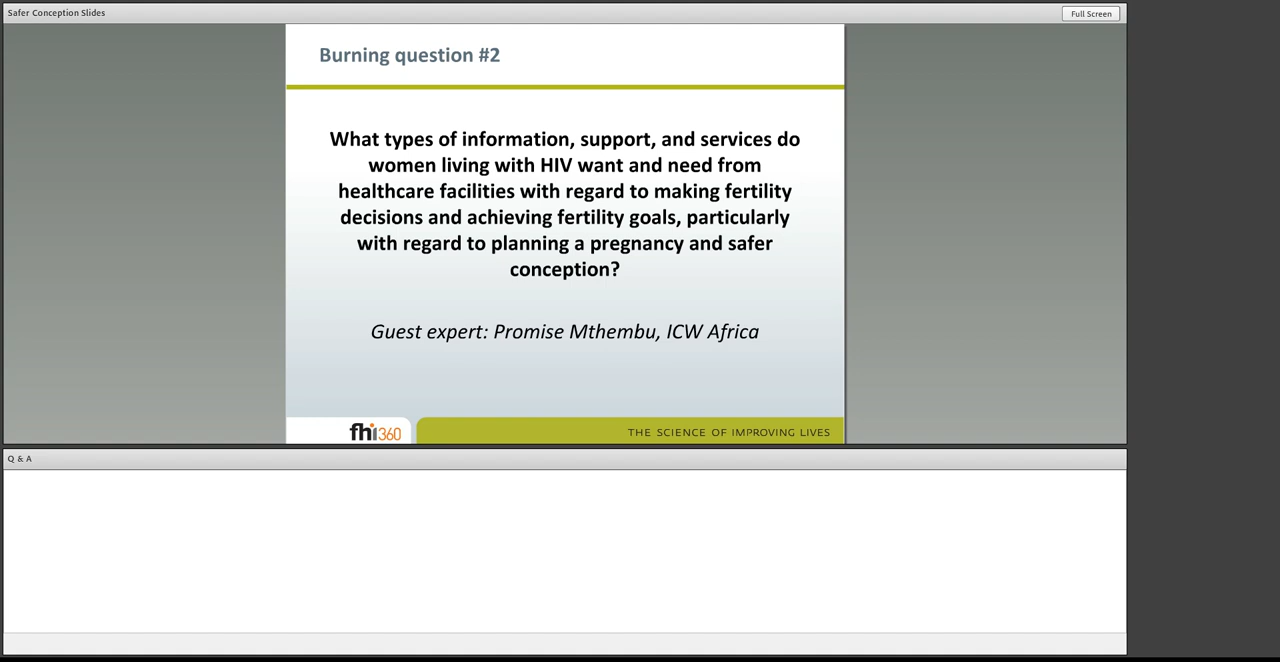 Safer Conception Slides
Full Screen
Burning question #2
What types of information, support, and services do
women living with HIV want and need from
healthcare facilities with regard to making fertility
decisions and achieving fertility goals, particularly
with regard to planning a pregnancy and safer
conception?
Guest expert: Promise Mthembu, ICW Africa
fhi360
THE SCIENCE OF IMPROVING LIVES
Q & A